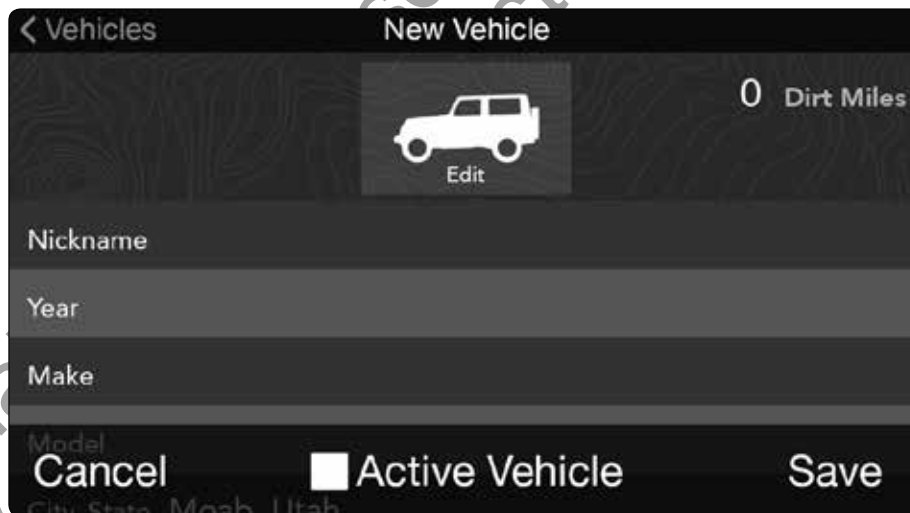 Vehicles
New Vehicle
0 Dirt Miles
Edit
Nickname
Year
Make
Model
Cancel
Active Vehicle
Save
City, State Moab, Utah